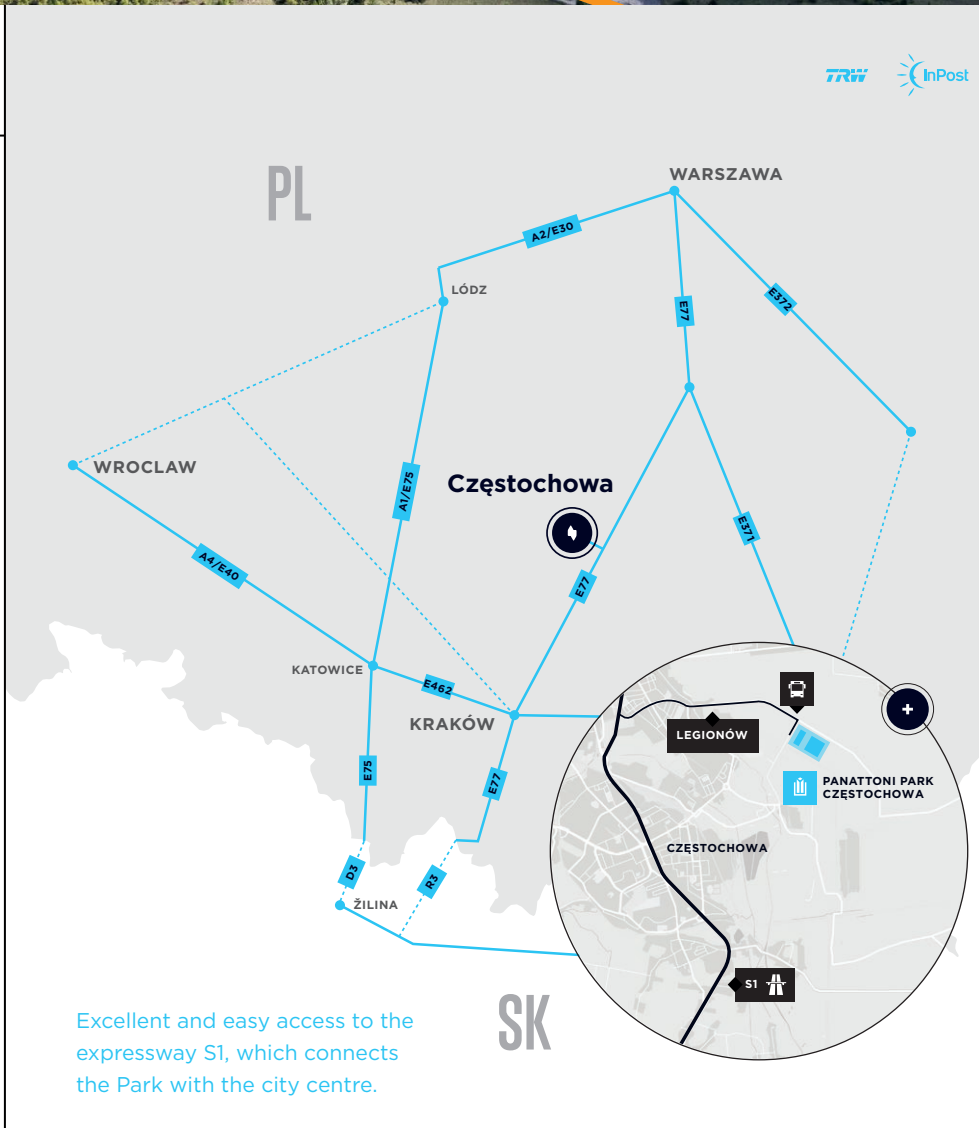 TRW
InPost
PL
WARSZAWA
A2/E30
LÓDZ
E77
E372
WROCLAW
A1/E75
Częstochowa
A4/E40
E77
E371
KATOWICE
E462
KRAKÓW
LEGIONÓW
E75
E77
PANATTONI PARK
CZĘSTOCHOWA
CZĘSTOCHOWA
D3
R3
ŽILINA
S1
SK
Excellent and easy access to the
expressway S1, which connects
the Park with the city centre.